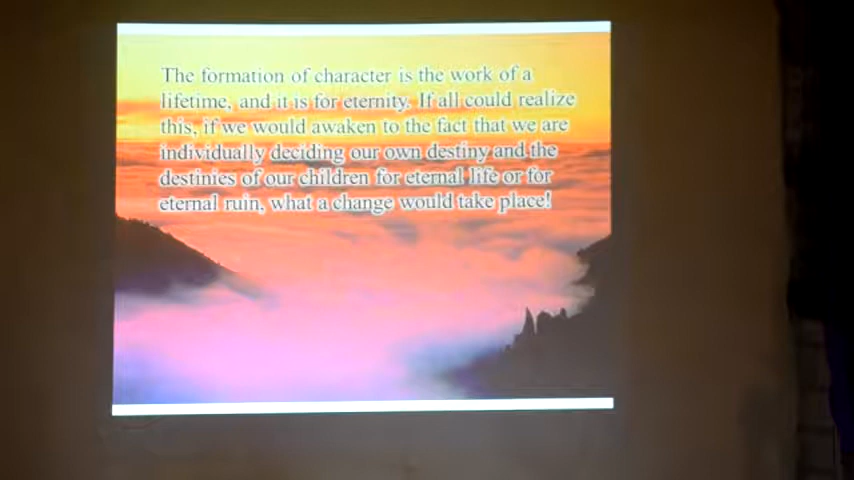 The formation of character is the work of a
lifetime, and it is for eternity. If all could realize
this, if we would awaken to the fact that we are
individually deciding our own destiny and the
destinies of our children for eternal life or for
eternal ruin, what a change would take place!